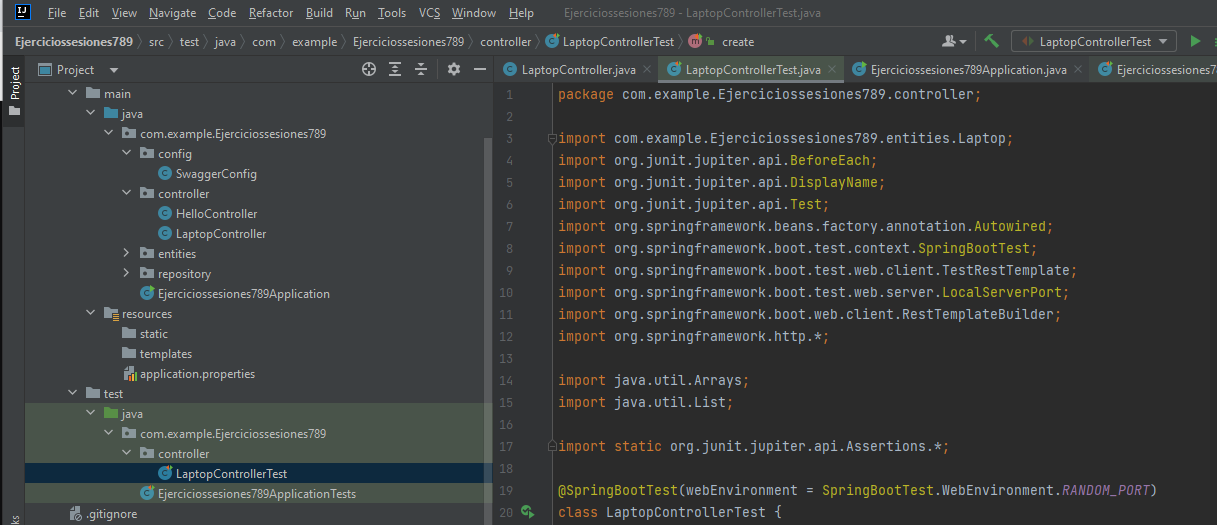 IJ File Edit View Navigate Code Refactor Build Run Tools VCS Window Help Ejerciciossesiones789 - LaptopControllerTest.java
Ejerciciossesiones789 src test java com example Ejerciciossesiones789 controller LaptopControllerTest m create LaptopControllerTest
Project
Project
LaptopController.java LaptopControllerTest.java Ejerciciossesiones789Application.java Ejerciciossesiones7
main
java
com.example.Ejerciciossesiones789
config
SwaggerConfig
controller
HelloController
LaptopController
entities
repository
Ejerciciossesiones789Application
resources
static
templates
application.properties
test
java
com.example.Ejerciciossesiones789
controller
LaptopControllerTest
Ejerciciossesiones789ApplicationTests
.gitignore
1 package com.example.Ejerciciossesiones789.controller;
2
3 import com.example.Ejerciciossesiones789.entities.Laptop;
4 import org.junit.jupiter.api.BeforeEach;
5 import org.junit.jupiter.api.DisplayName;
6 import org.junit.jupiter.api.Test;
7 import org.springframework.beans.factory.annotation.Autowired;
8 import org.springframework.boot.test.context.SpringBootTest;
9 import org.springframework.boot.test.web.client.TestRestTemplate;
10 import org.springframework.boot.test.web.server.LocalServerPort;
11 import org.springframework.boot.web.client.RestTemplateBuilder;
12 import org.springframework.http.*;
13
14 import java.util.Arrays;
15 import java.util.List;
16
17 import static org.junit.jupiter.api.Assertions.*;
18
19 @SpringBootTest(webEnvironment = SpringBootTest.WebEnvironment.RANDOM_PORT)
20 class LaptopControllerTest {